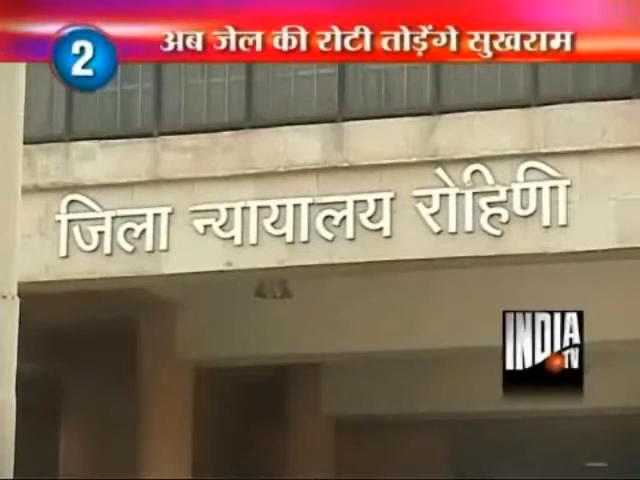 2
अब जेल की रोटी तोड़ेंगे सुखराम
जिला न्यायालय रोहिणी
INDIA
TV